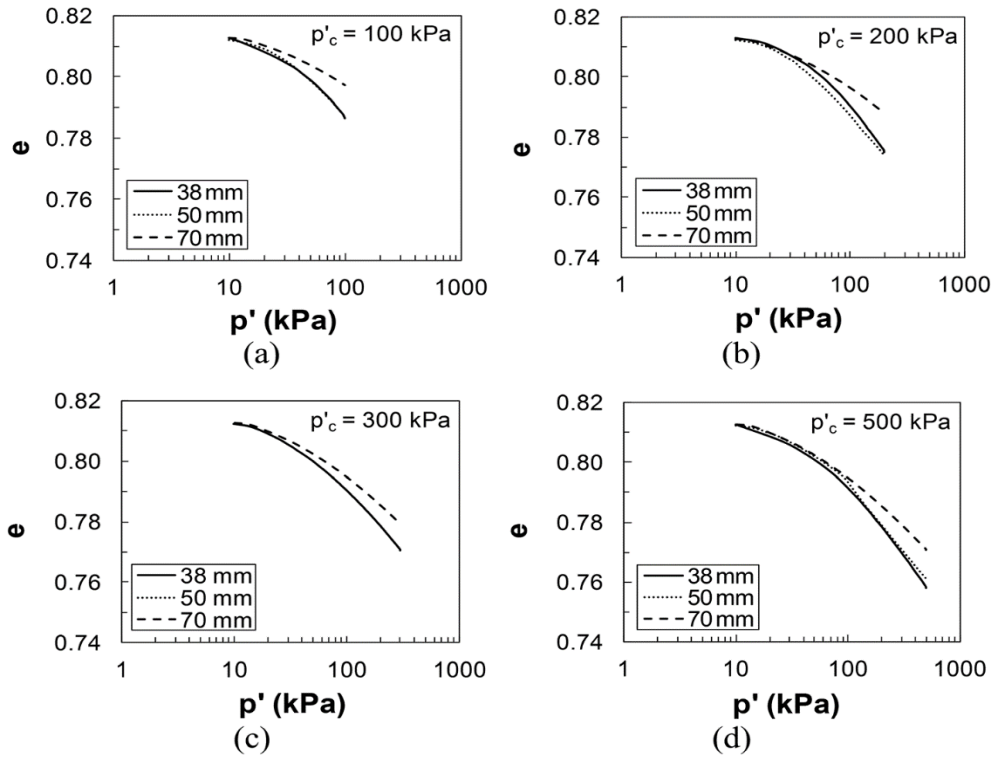 0.82
p'c = 100 kPa
0.80
e
0.78
0.76
38 mm
50 mm
70 mm
0.74
1 10 100 1000
p' (kPa)
(a)
0.82
p'c = 200 kPa
0.80
e
0.78
0.76
38 mm
50 mm
70 mm
0.74
1 10 100 1000
p' (kPa)
(b)
0.82
p'c = 300 kPa
0.80
e
0.78
0.76
38 mm
50 mm
70 mm
0.74
1 10 100 1000
p' (kPa)
(c)
0.82
p'c = 500 kPa
0.80
e
0.78
0.76
38 mm
50 mm
70 mm
0.74
1 10 100 1000
p' (kPa)
(d)